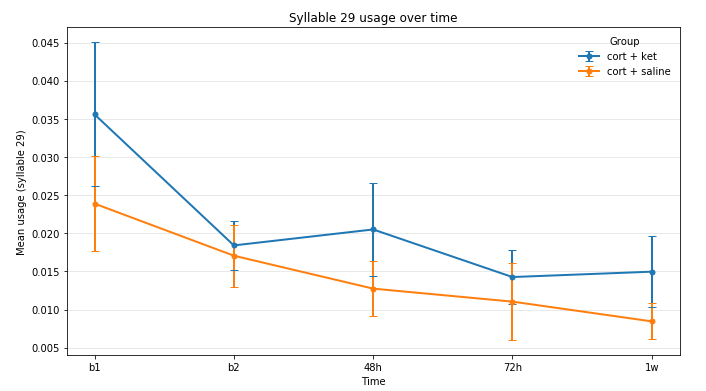 Syllable 29 usage over time
Group
cort + ket
cort + saline
Mean usage (syllable 29)
0.045
0.040
0.035
0.030
0.025
0.020
0.015
0.010
0.005
b1
b2
48h
72h
1w
Time